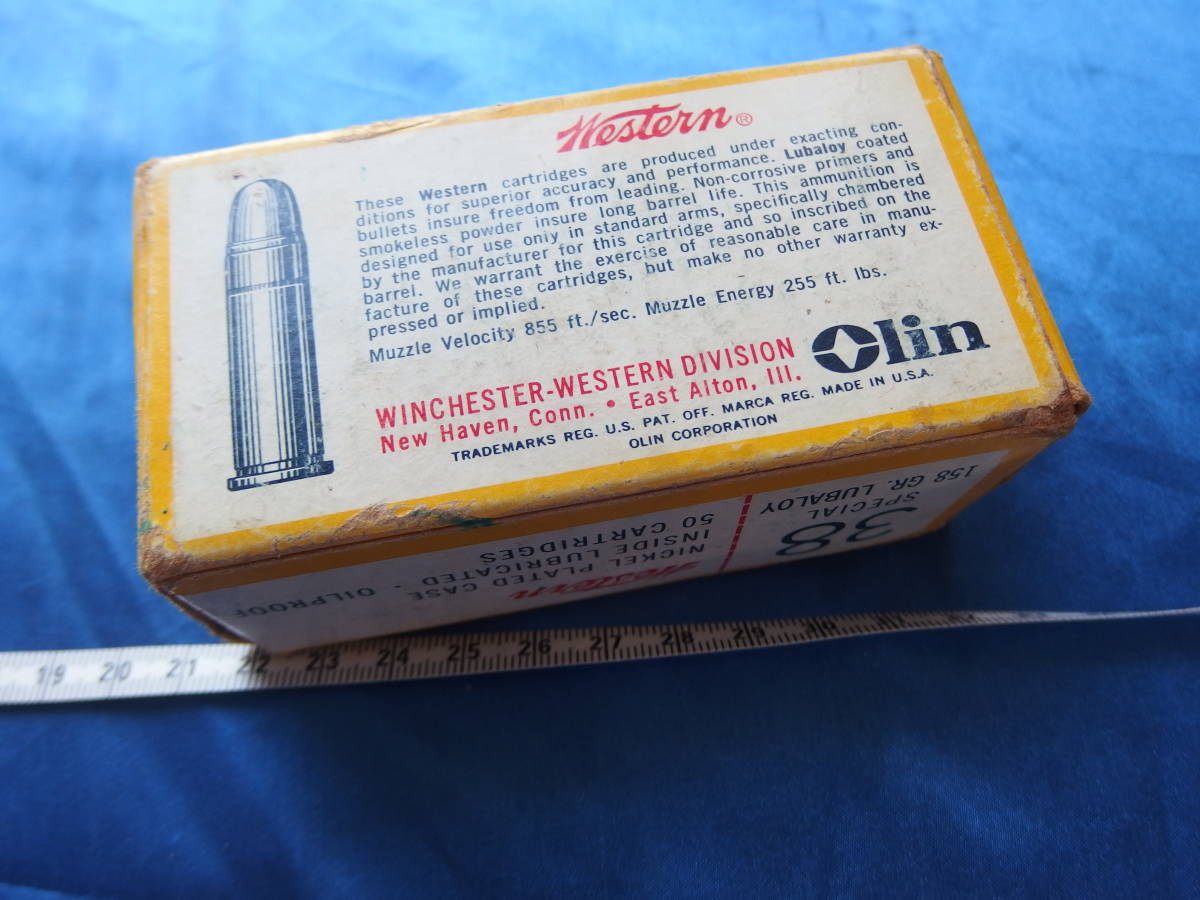 Western®
These Western cartridges are produced under exacting con-
ditions for superior accuracy and performance. Lubaloy coated
bullets insure freedom from leading. Non-corrosive primers and
smokeless powder insure long barrel life. This ammunition is
designed for use only in standard arms, specifically chambered
by the manufacturer for this cartridge and so inscribed on the
barrel. We warrant the exercise of reasonable care in manu-
facture of these cartridges, but make no other warranty ex-
pressed or implied.
Muzzle Velocity 855 ft./sec. Muzzle Energy 255 ft. lbs.
WINCHESTER-WESTERN DIVISION
New Haven, Conn. • East Alton, Ill.
Olin
TRADEMARKS REG. U.S. PAT. OFF. MARCA REG. MADE IN U.S.A.
OLIN CORPORATION
38
SPECIAL
158 GR. LUBALOY
Western
NICKEL PLATED CASE
INSIDE LUBRICATED . OILPROOF
50 CARTRIDGES
19 20 21 22 23 24 25 26 27 28 29 30